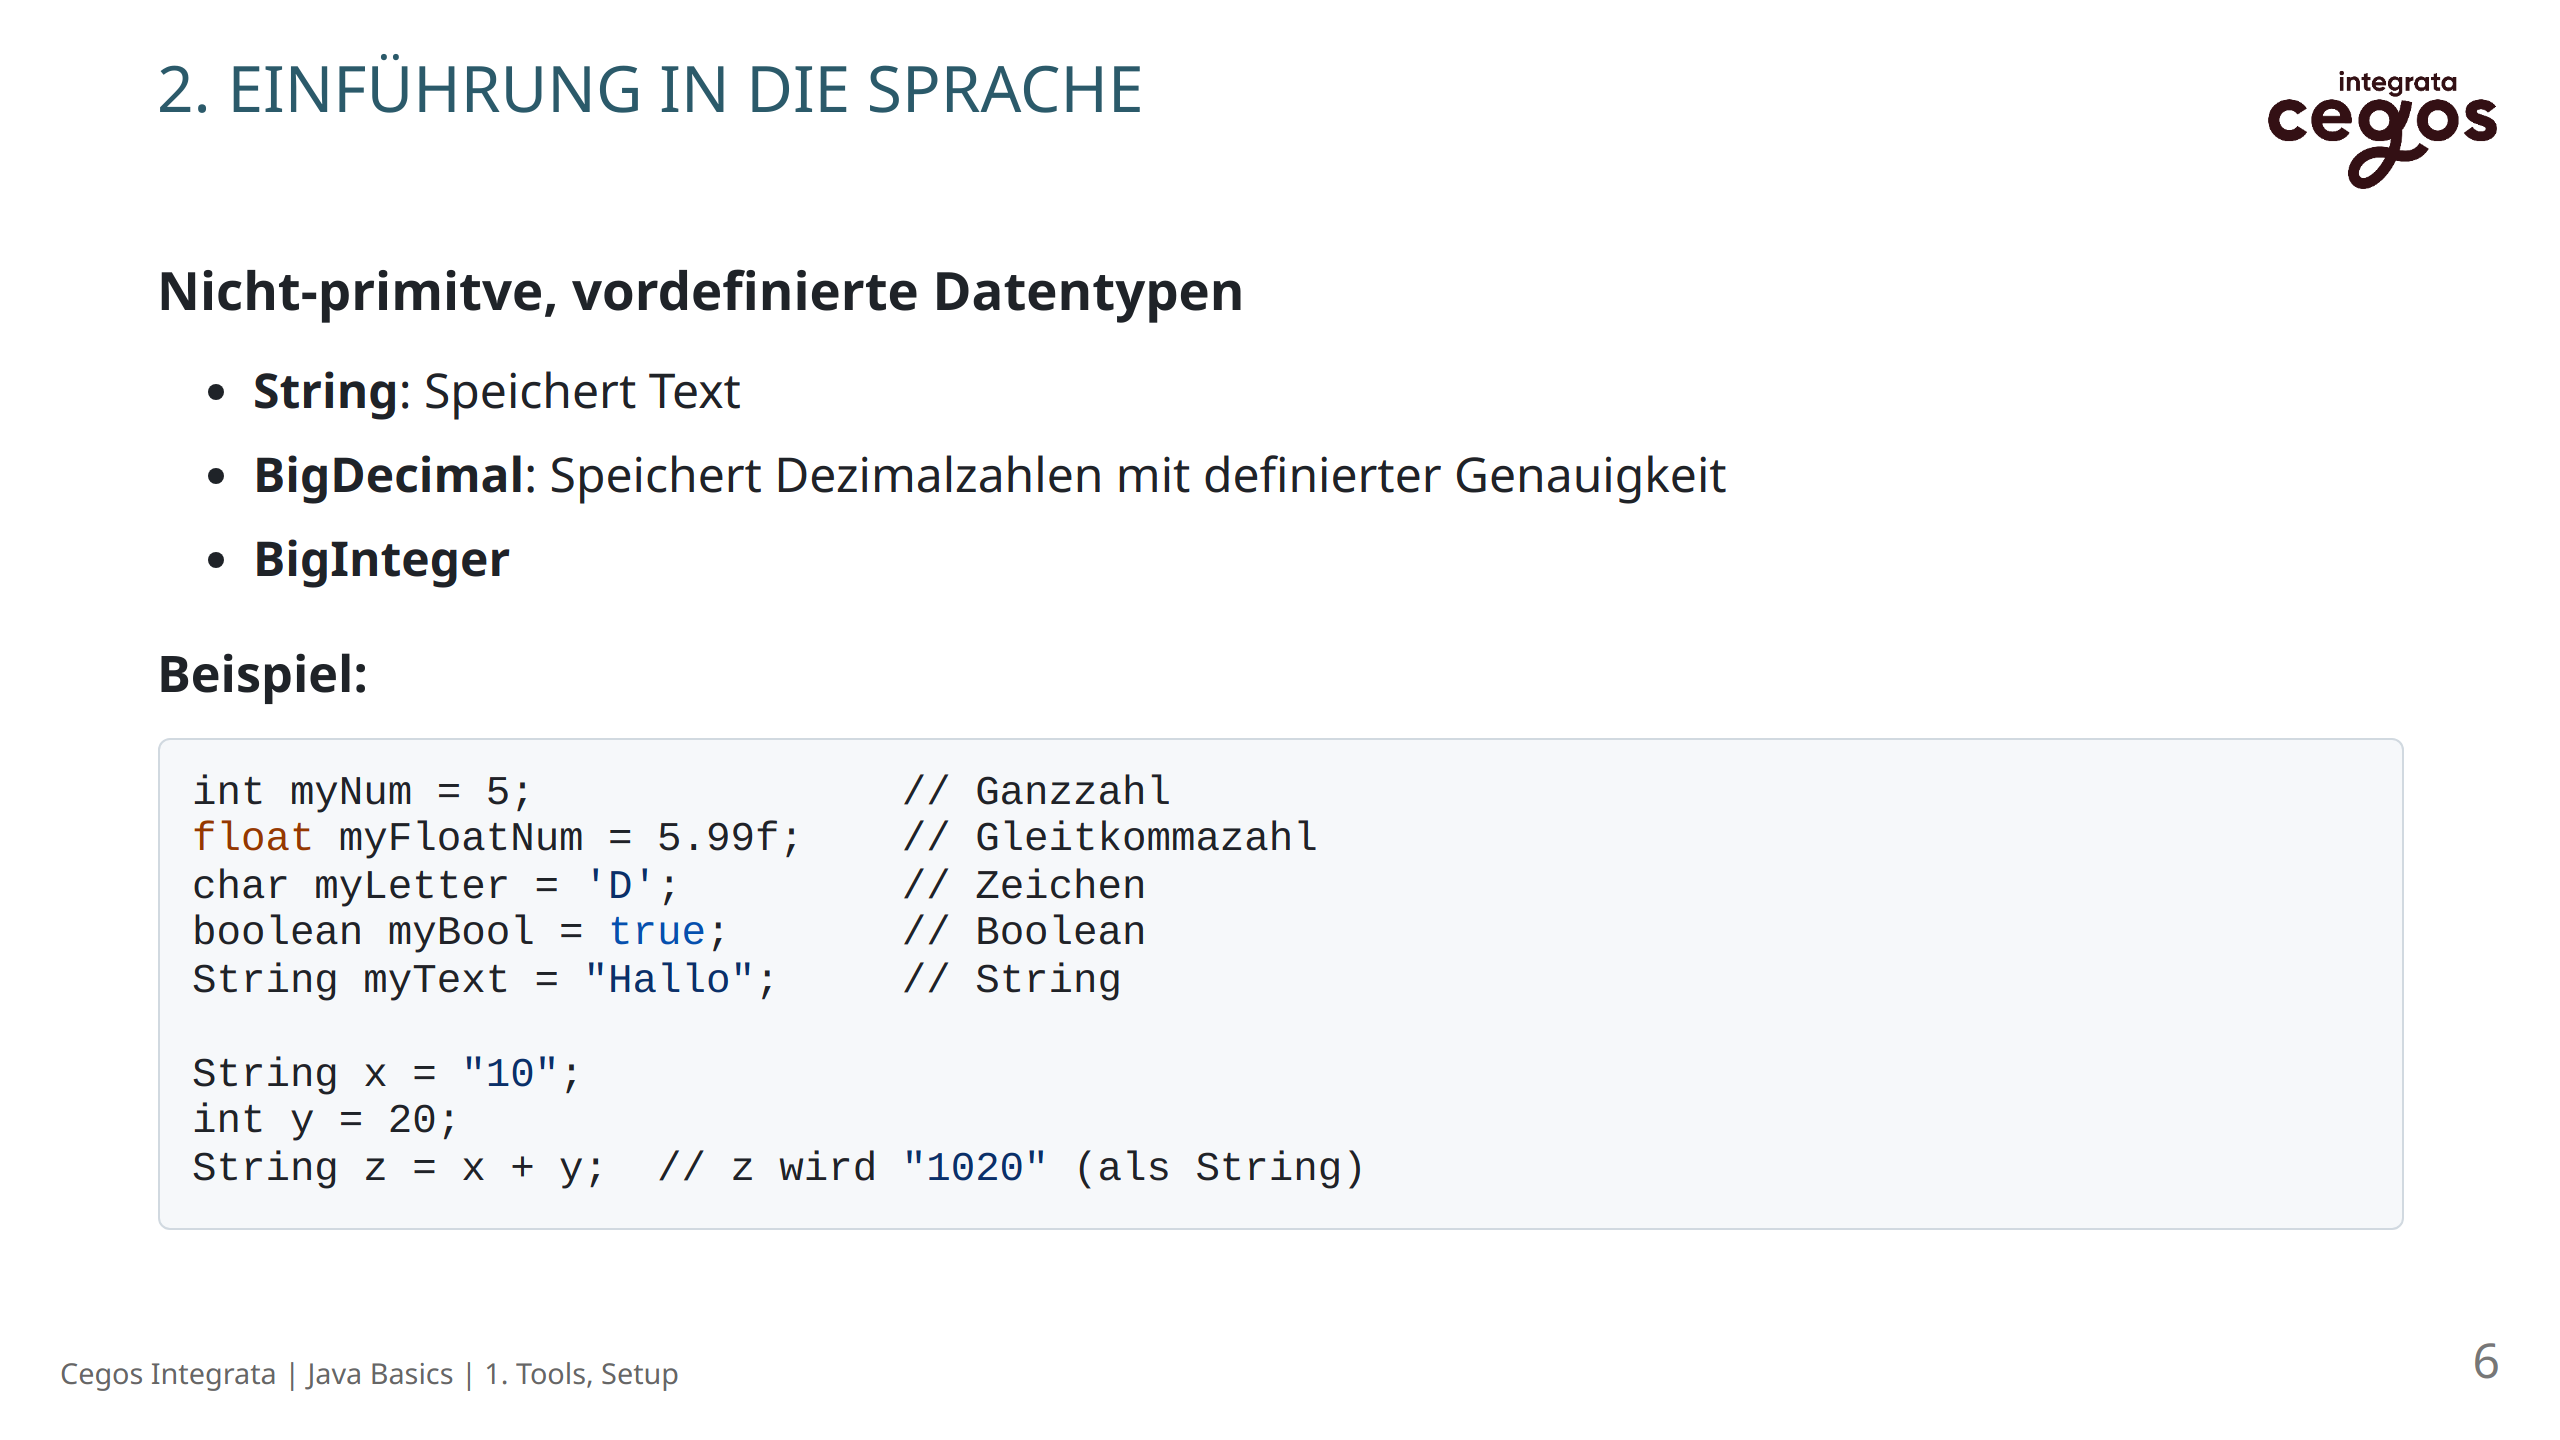 2. EINFÜHRUNG IN DIE SPRACHE
integrata
cegos
Nicht-primitve, vordefinierte Datentypen
• String: Speichert Text
• BigDecimal: Speichert Dezimalzahlen mit definierter Genauigkeit
• BigInteger
Beispiel:
int myNum = 5;               // Ganzzahl
float myFloatNum = 5.99f;    // Gleitkommazahl
char myLetter = 'D';         // Zeichen
boolean myBool = true;       // Boolean
String myText = "Hallo";     // String

String x = "10";
int y = 20;
String z = x + y;  // z wird "1020" (als String)
Cegos Integrata | Java Basics | 1. Tools, Setup
6